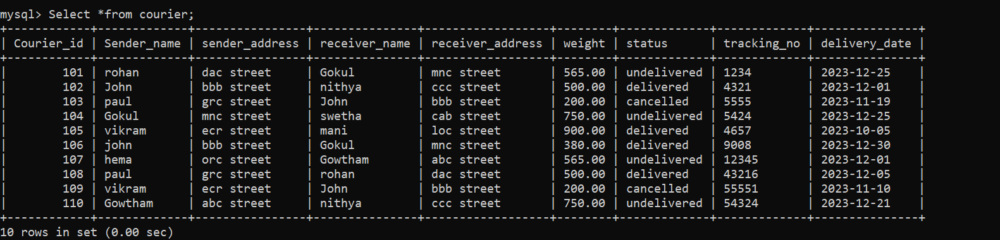 mysql> Select *from courier;
+------------+-------------+----------------+---------------+------------------+--------+-------------+-------------+---------------+
| Courier_id | Sender_name | sender_address | receiver_name | receiver_address | weight | status      | tracking_no | delivery_date |
+------------+-------------+----------------+---------------+------------------+--------+-------------+-------------+---------------+
|        101 | rohan       | dac street     | Gokul         | mnc street       | 565.00 | undelivered | 1234        | 2023-12-25    |
|        102 | John        | bbb street     | nithya        | ccc street       | 500.00 | delivered   | 4321        | 2023-12-01    |
|        103 | paul        | grc street     | John          | bbb street       | 200.00 | cancelled   | 5555        | 2023-11-19    |
|        104 | Gokul       | mnc street     | swetha        | cab street       | 750.00 | undelivered | 5424        | 2023-12-25    |
|        105 | vikram      | ecr street     | mani          | loc street       | 900.00 | delivered   | 4657        | 2023-10-05    |
|        106 | john        | bbb street     | Gokul         | mnc street       | 380.00 | delivered   | 9008        | 2023-12-30    |
|        107 | hema        | orc street     | Gowtham       | abc street       | 565.00 | undelivered | 12345       | 2023-12-01    |
|        108 | paul        | grc street     | rohan         | dac street       | 500.00 | delivered   | 43216       | 2023-12-05    |
|        109 | vikram      | ecr street     | John          | bbb street       | 200.00 | cancelled   | 55551       | 2023-11-10    |
|        110 | Gowtham     | abc street     | nithya        | ccc street       | 750.00 | undelivered | 54324       | 2023-12-21    |
+------------+-------------+----------------+---------------+------------------+--------+-------------+-------------+---------------+
10 rows in set (0.00 sec)